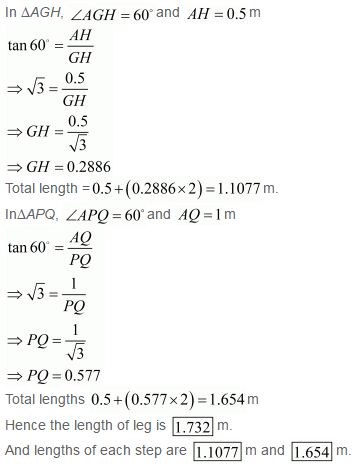 In ΔAGH, ∠AGH = 60° and AH = 0.5 m
tan 60° = AH/GH
⇒ √3 = 0.5/GH
⇒ GH = 0.5/√3
⇒ GH = 0.2886
Total length = 0.5 + (0.2886 × 2) = 1.1077 m.
InΔAPQ, ∠APQ = 60° and AQ = 1 m
tan 60° = AQ/PQ
⇒ √3 = 1/PQ
⇒ PQ = 1/√3
⇒ PQ = 0.577
Total lengths 0.5 + (0.577 × 2) = 1.654 m
Hence the length of leg is 1.732 m.
And lengths of each step are 1.1077 m and 1.654 m.